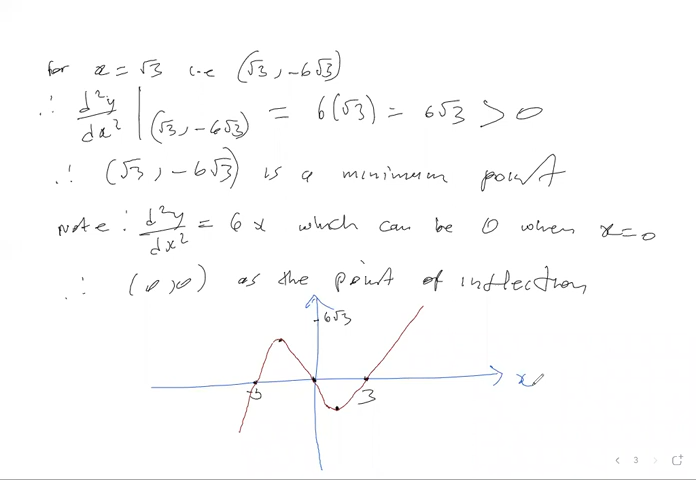 for x = √3 i.e (√3, -6√3)
∴ d²y/dx² | (√3, -6√3) = 6(√3) = 6√3 > 0
∴ (√3, -6√3) is a minimum point
Note: d²y/dx² = 6x which can be 0 when x=0
∴ (0,0) as the point of inflection
6√3
-3
3
x
3